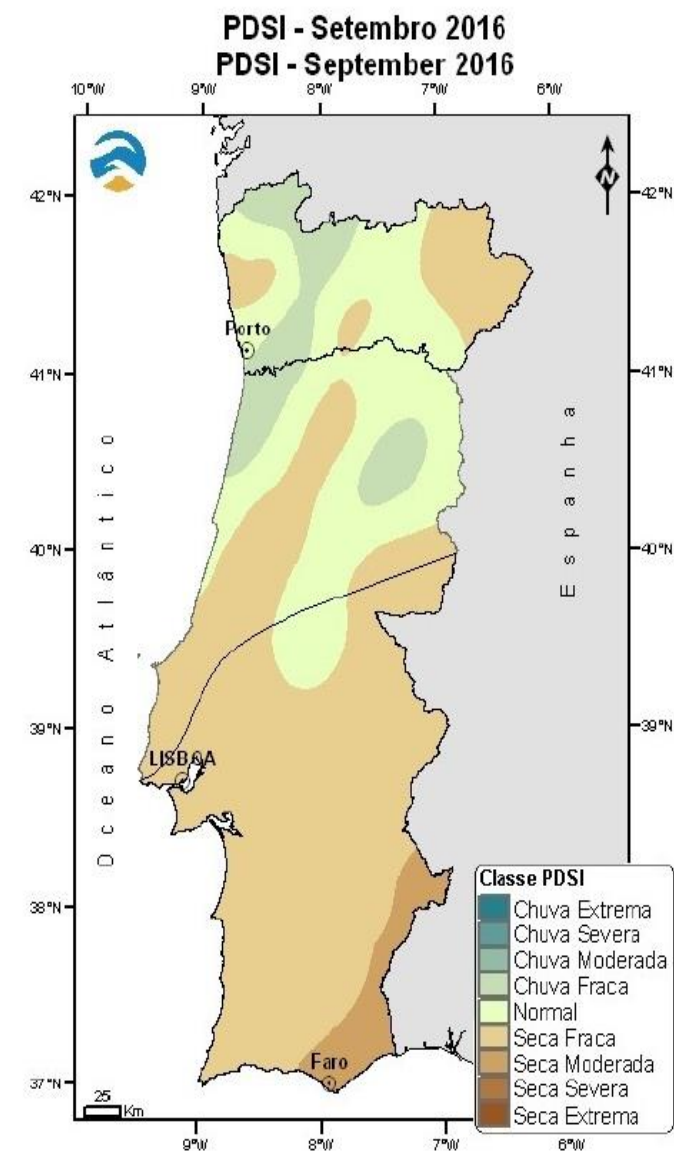 PDSI - Setembro 2016
PDSI - September 2016
10°W 9°W 8°W 7°W 6°W
N
42°N 42°N
Porto
41°N 41°N
Oceano Atlântico
Espanha
40°N 40°N
39°N 39°N
LISBOA
38°N
Classe PDSI
Chuva Extrema
Chuva Severa
Chuva Moderada
Chuva Fraca
Normal
Seca Fraca
Seca Moderada
Seca Severa
Seca Extrema
Faro
37°N
25
Km
9°W 8°W 7°W 6°W